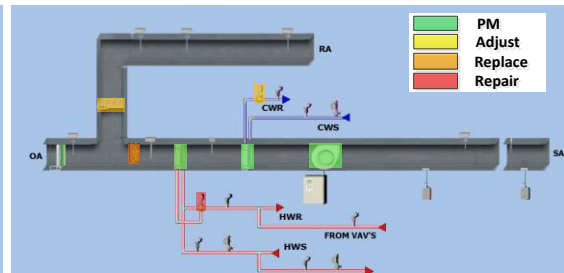 PM
Adjust
Replace
Repair
RA
CWR
CWS
OA
SA
HWR
FROM VAV'S
HWS